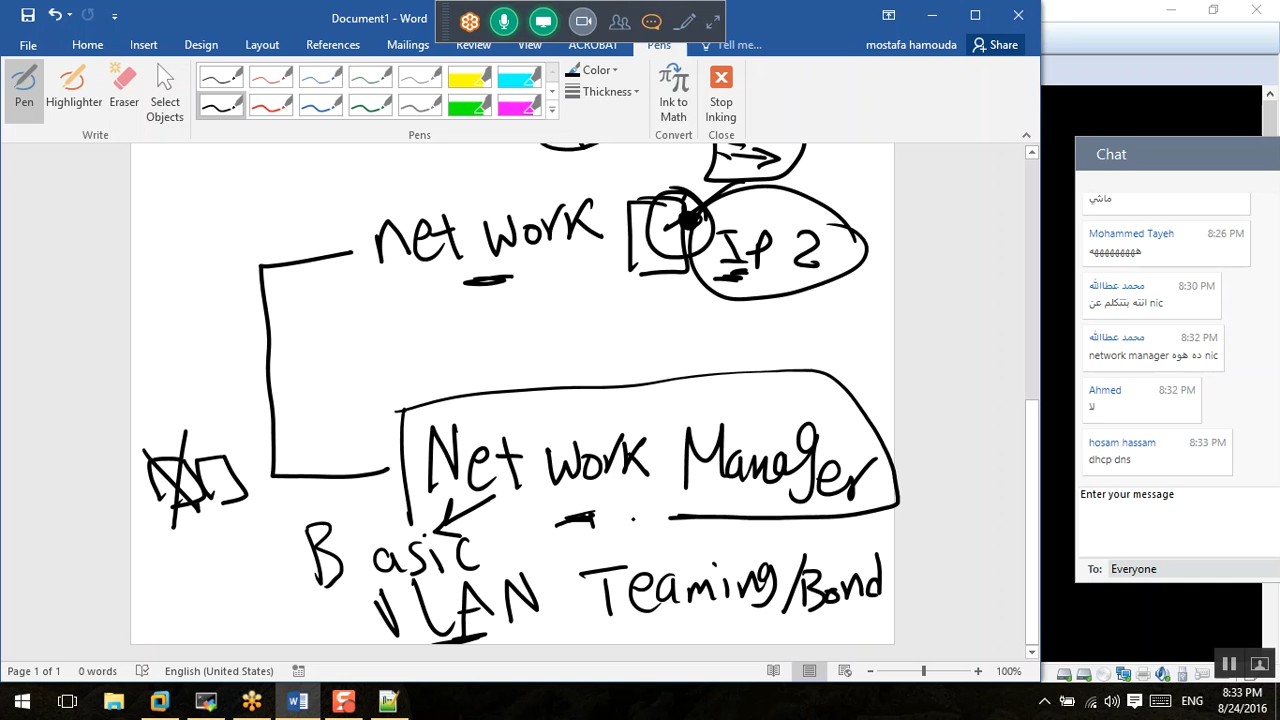 Document1 - Word
File
Home
Insert
Design
Layout
References
Mailings
Review
View
ACROBAT
Pens
Tell me...
mostafa hamouda
Share
Pen
Highlighter
Eraser
Select Objects
Color
Thickness
Ink to Math
Stop Inking
Write
Pens
Convert
Close
Net work
IP 2
Net work Manager
Basic
VLAN Teaming/Bond
Chat
ماشي
Mohammed Tayeh 8:26 PM
محمد عطاالله 8:30 PM
انته بتتكلم عن nic
محمد عطاالله 8:32 PM
network manager ده هوه nic
Ahmed 8:32 PM
لا
hosam hassam 8:33 PM
dhcp dns
Enter your message
To: Everyone
Page 1 of 1
0 words
English (United States)
100%
ENG
8:33 PM
8/24/2016